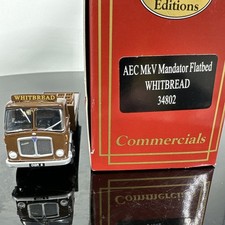 Editions
AEC MkV Mandator Flatbed
WHITBREAD
34802
WHITBREAD
Commercials